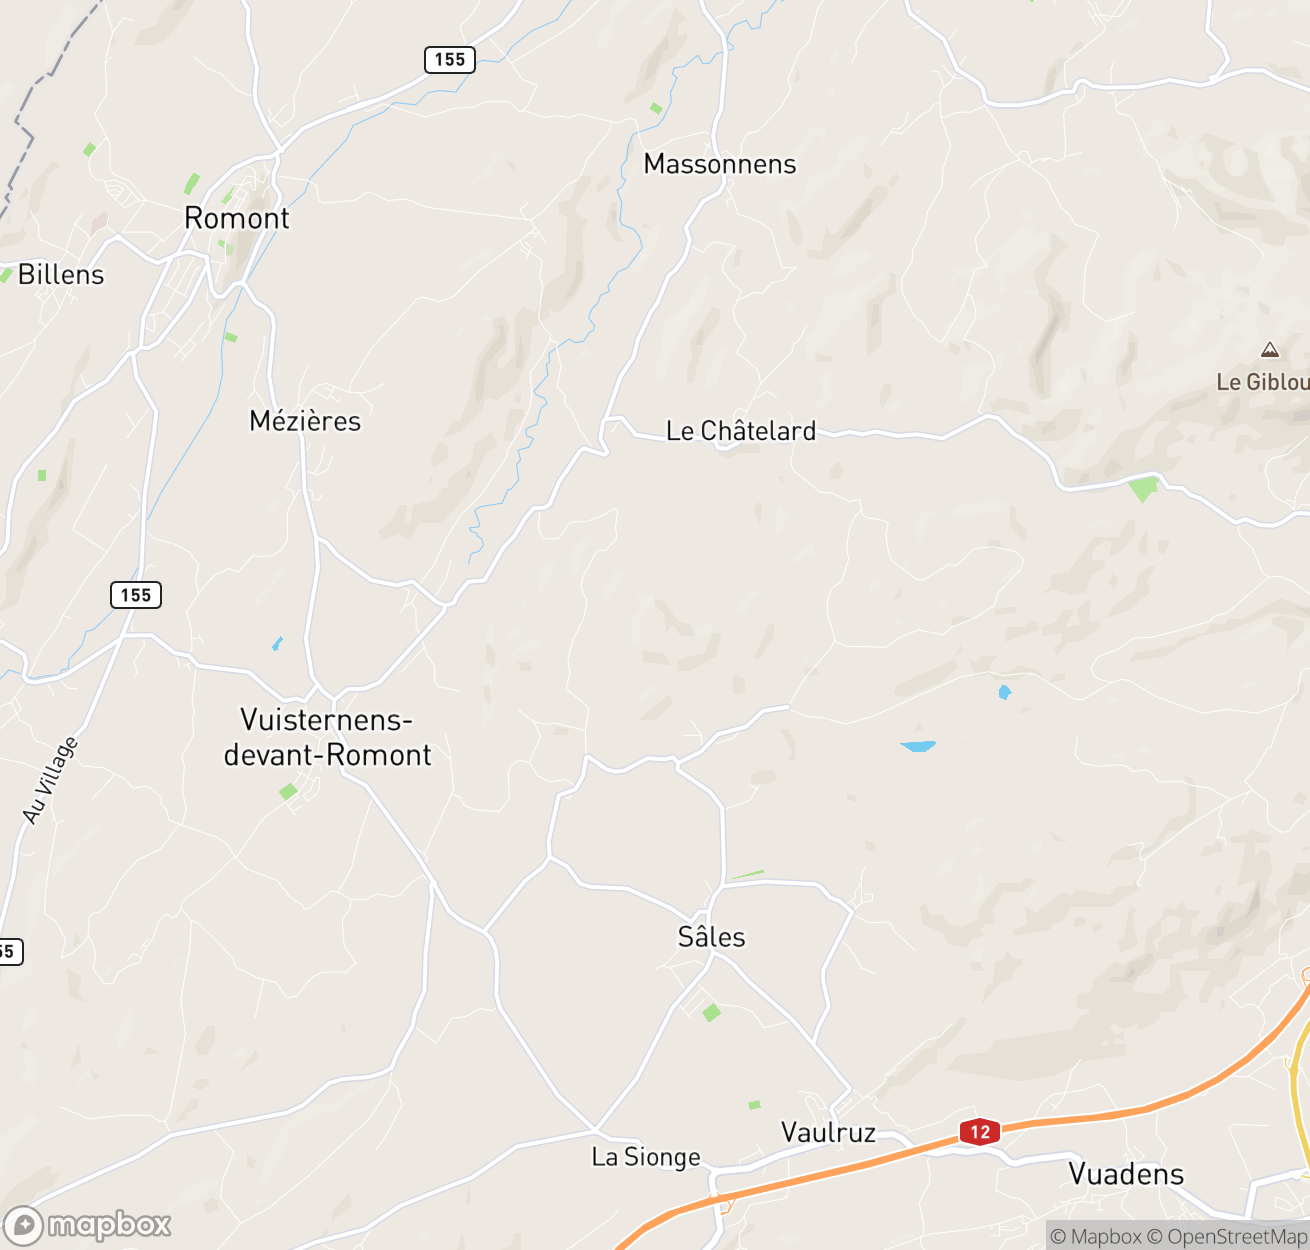 155
Massonnens
Romont
Billens
Le Giblou
Mézières
Le Châtelard
155
Vuisternens-
devant-Romont
Au Village
Sâles
55
12
Vaulruz
La Sionge
Vuadens
mapbox
© Mapbox © OpenStreetMap